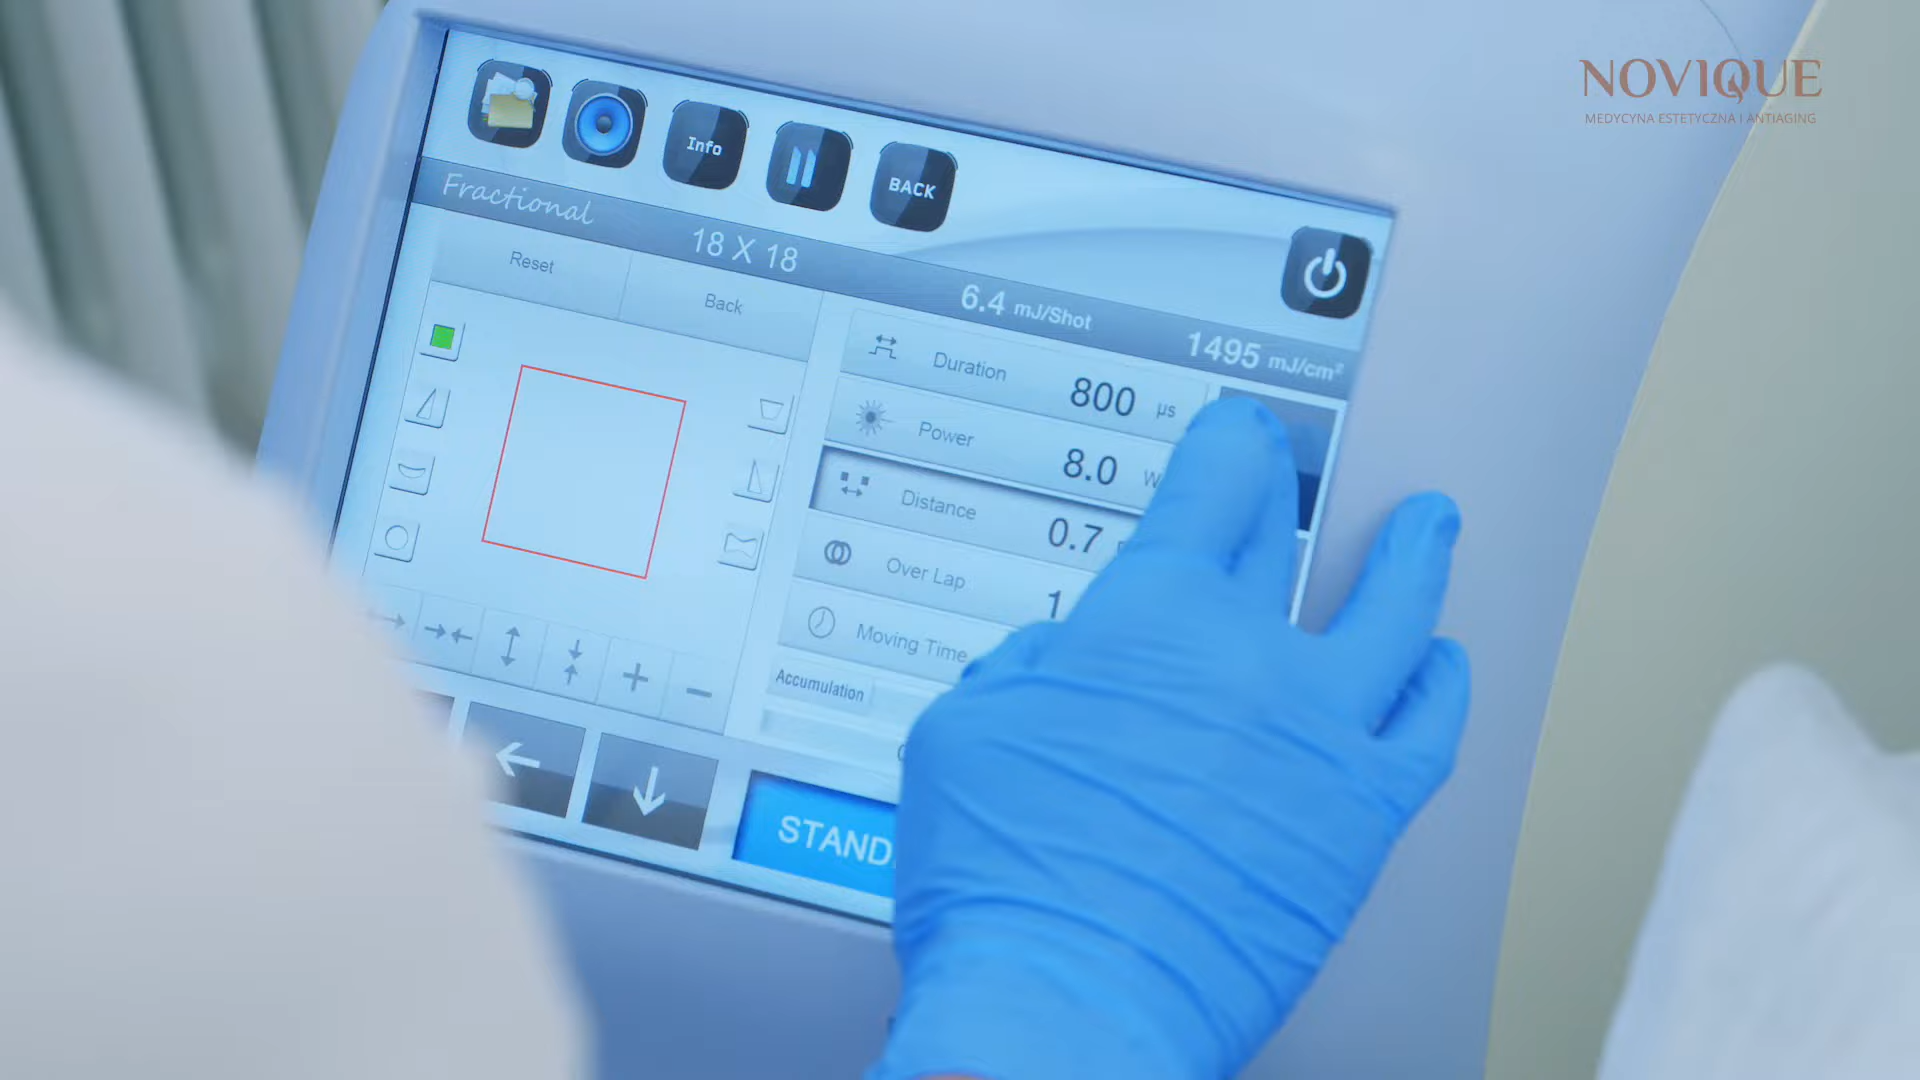 NOVIQUE
MEDYCYNA ESTETYCZNA I ANTIAGING
Info
BACK
Fractional
18 X 18
6.4 mJ/Shot
1495 mJ/cm²
Reset
Back
Duration 800 µs
Power 8.0 W
Distance 0.7
Over Lap 1
Moving Time
Accumulation
STAND